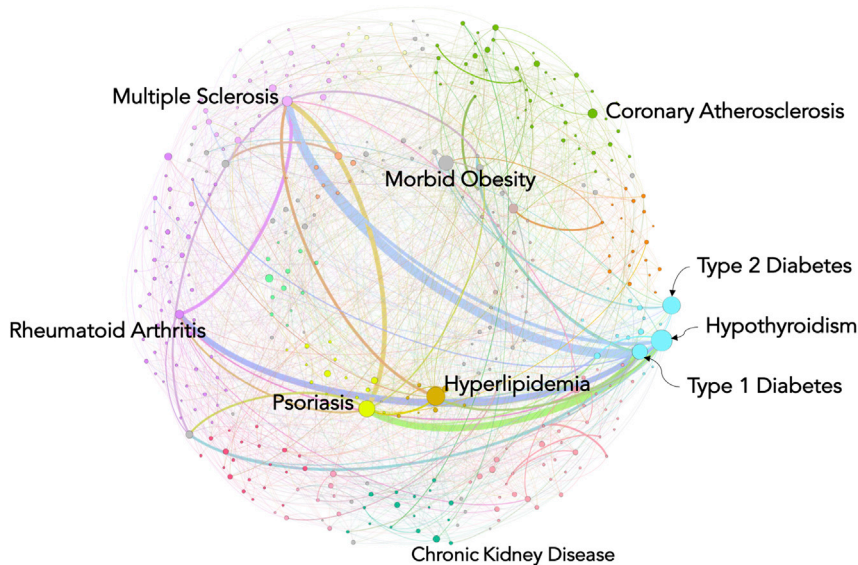 Multiple Sclerosis
Coronary Atherosclerosis
Morbid Obesity
Type 2 Diabetes
Rheumatoid Arthritis
Hypothyroidism
Hyperlipidemia
Type 1 Diabetes
Psoriasis
Chronic Kidney Disease